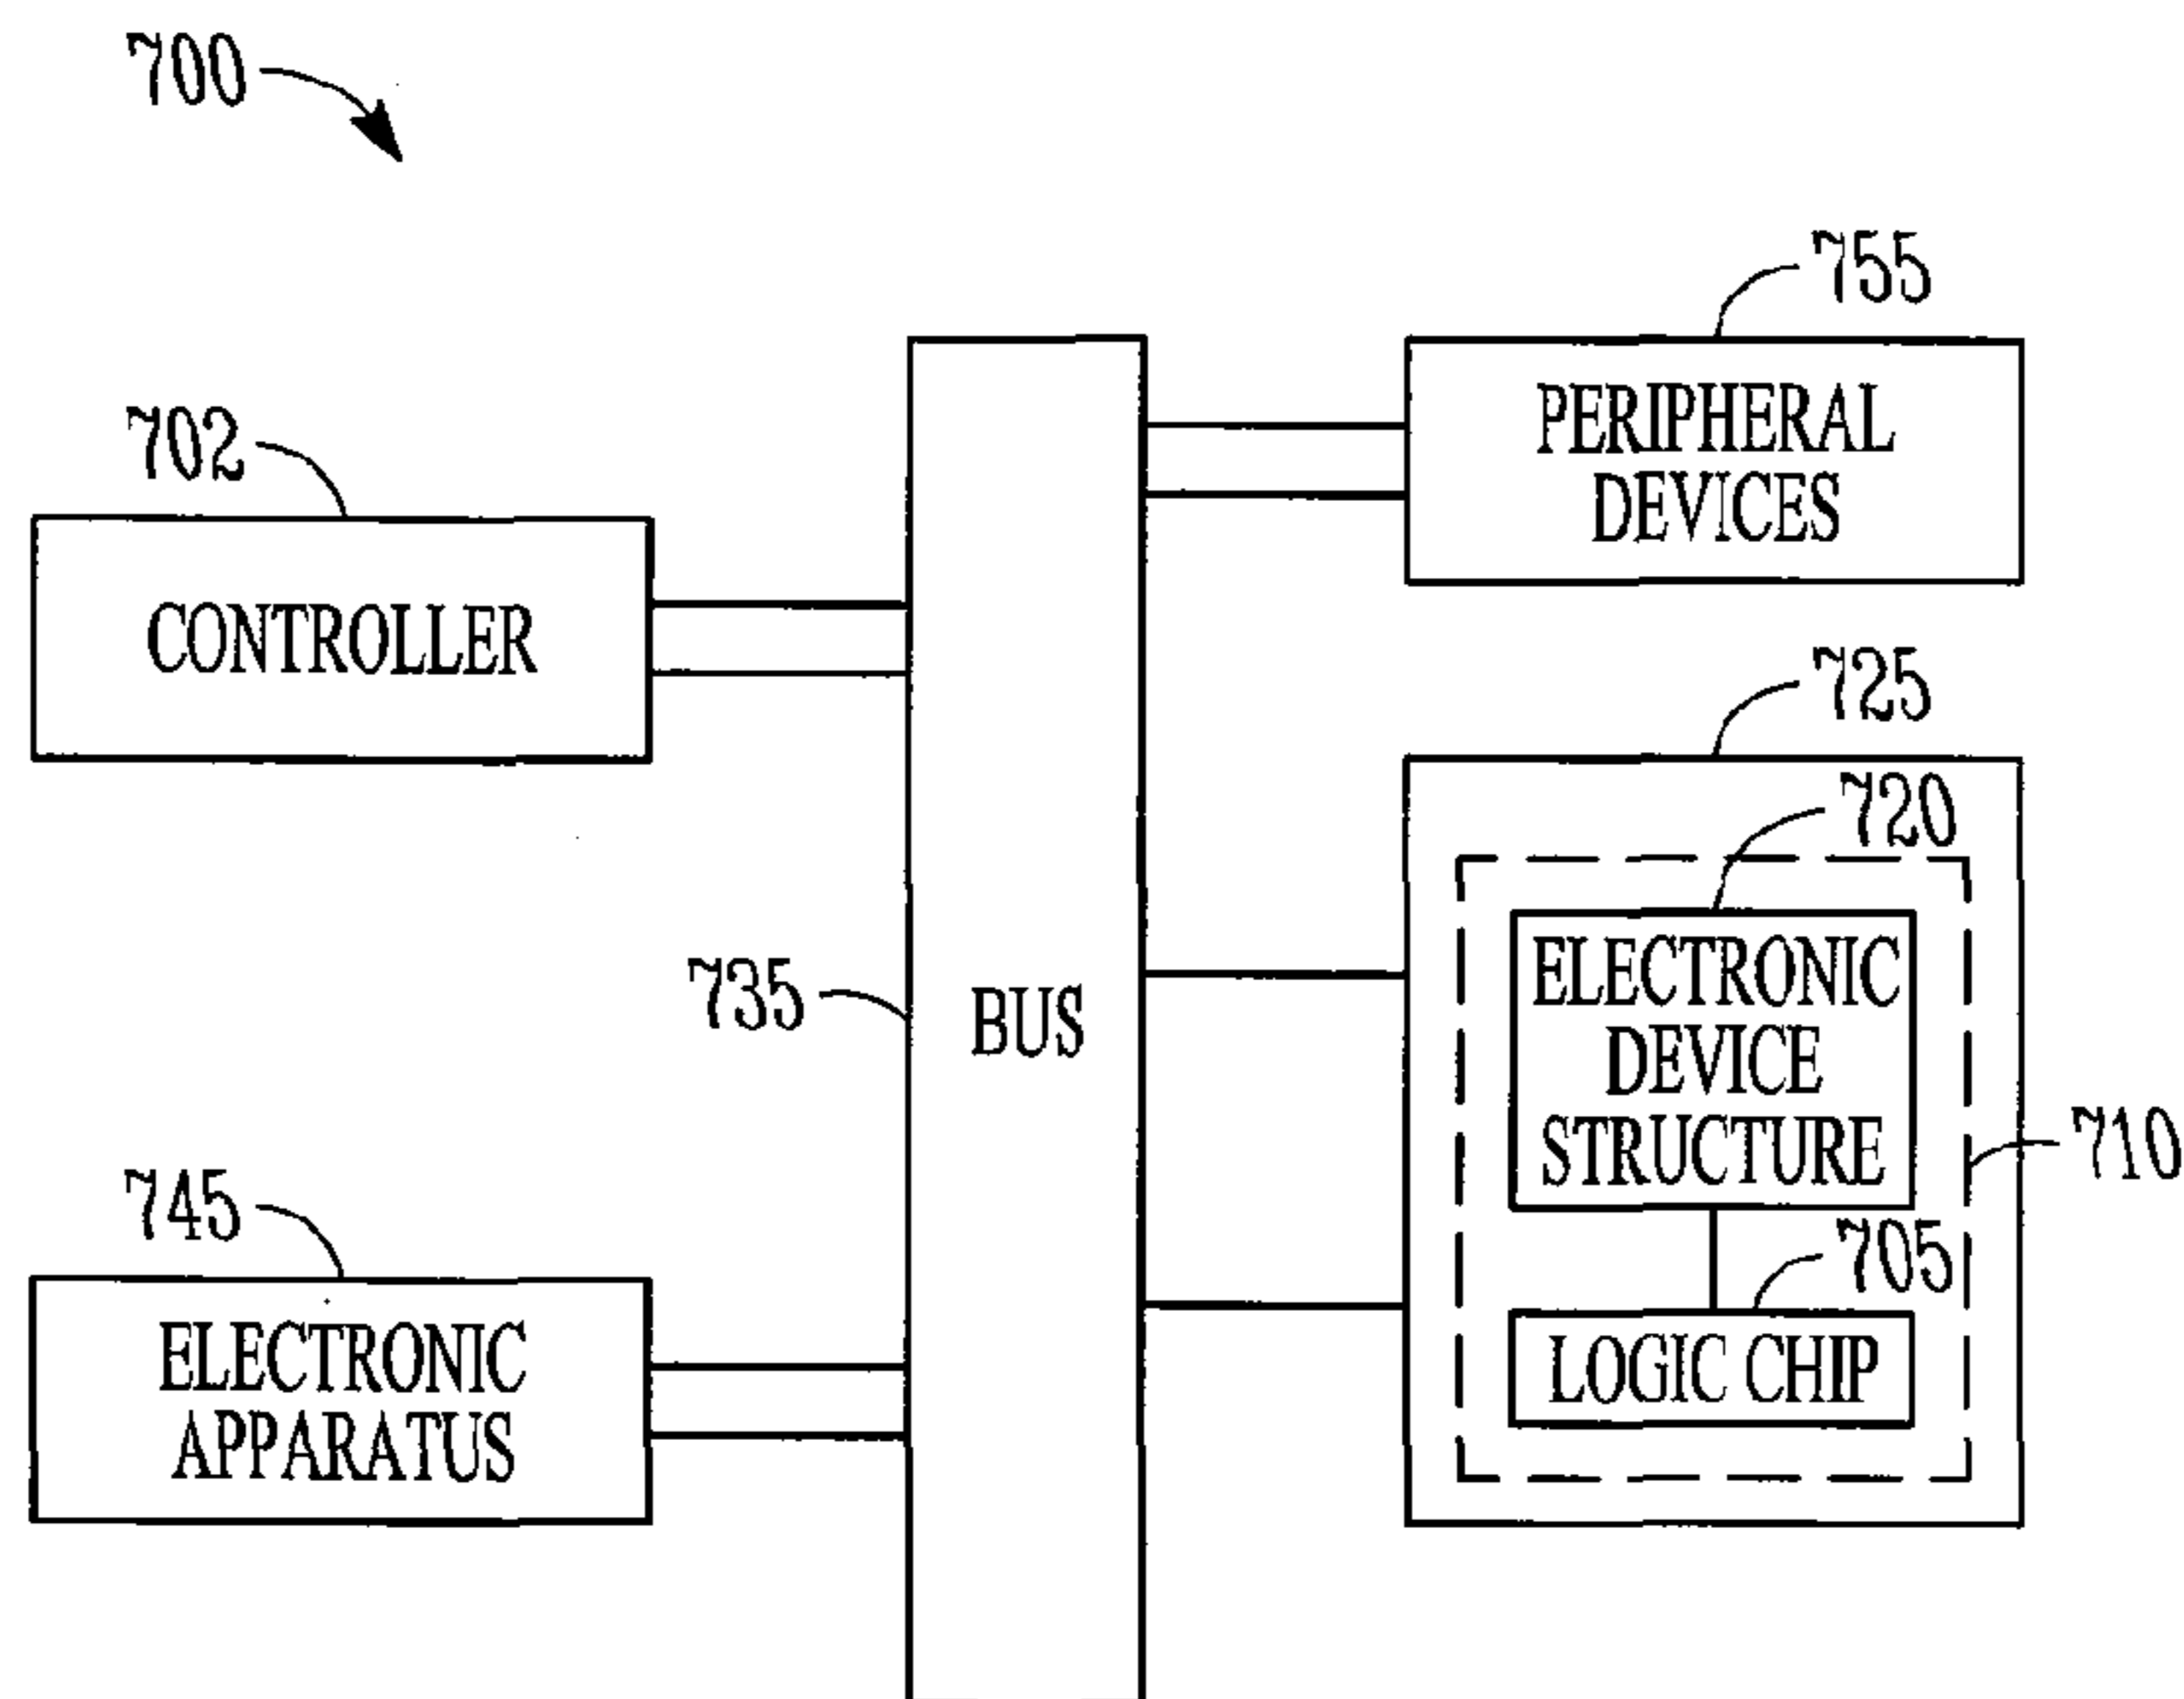 700
755
PERIPHERAL
DEVICES
702
CONTROLLER
725
720
ELECTRONIC
DEVICE
STRUCTURE
735
BUS
710
745
ELECTRONIC
APPARATUS
705
LOGIC CHIP